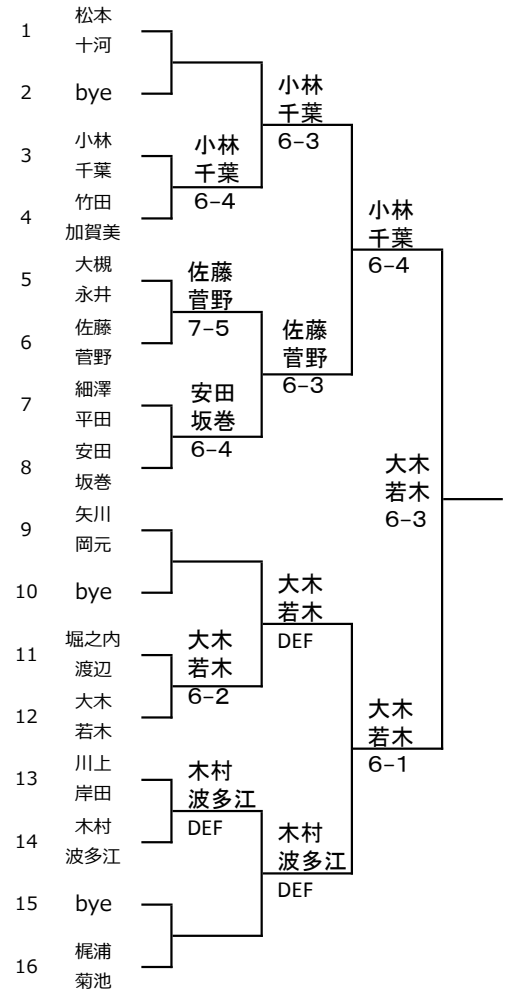 1
松本
十河
2
bye
3
小林
千葉
4
竹田
加賀美
5
大槻
永井
6
佐藤
菅野
7
細澤
平田
8
安田
坂巻
9
矢川
岡元
10
bye
11
堀之内
渡辺
12
大木
若木
13
川上
岸田
14
木村
波多江
15
bye
16
梶浦
菊池
小林
千葉
6-4
佐藤
菅野
7-5
安田
坂巻
6-4
大木
若木
6-2
木村
波多江
DEF
小林
千葉
6-3
佐藤
菅野
6-3
大木
若木
DEF
木村
波多江
DEF
小林
千葉
6-4
大木
若木
6-1
大木
若木
6-3